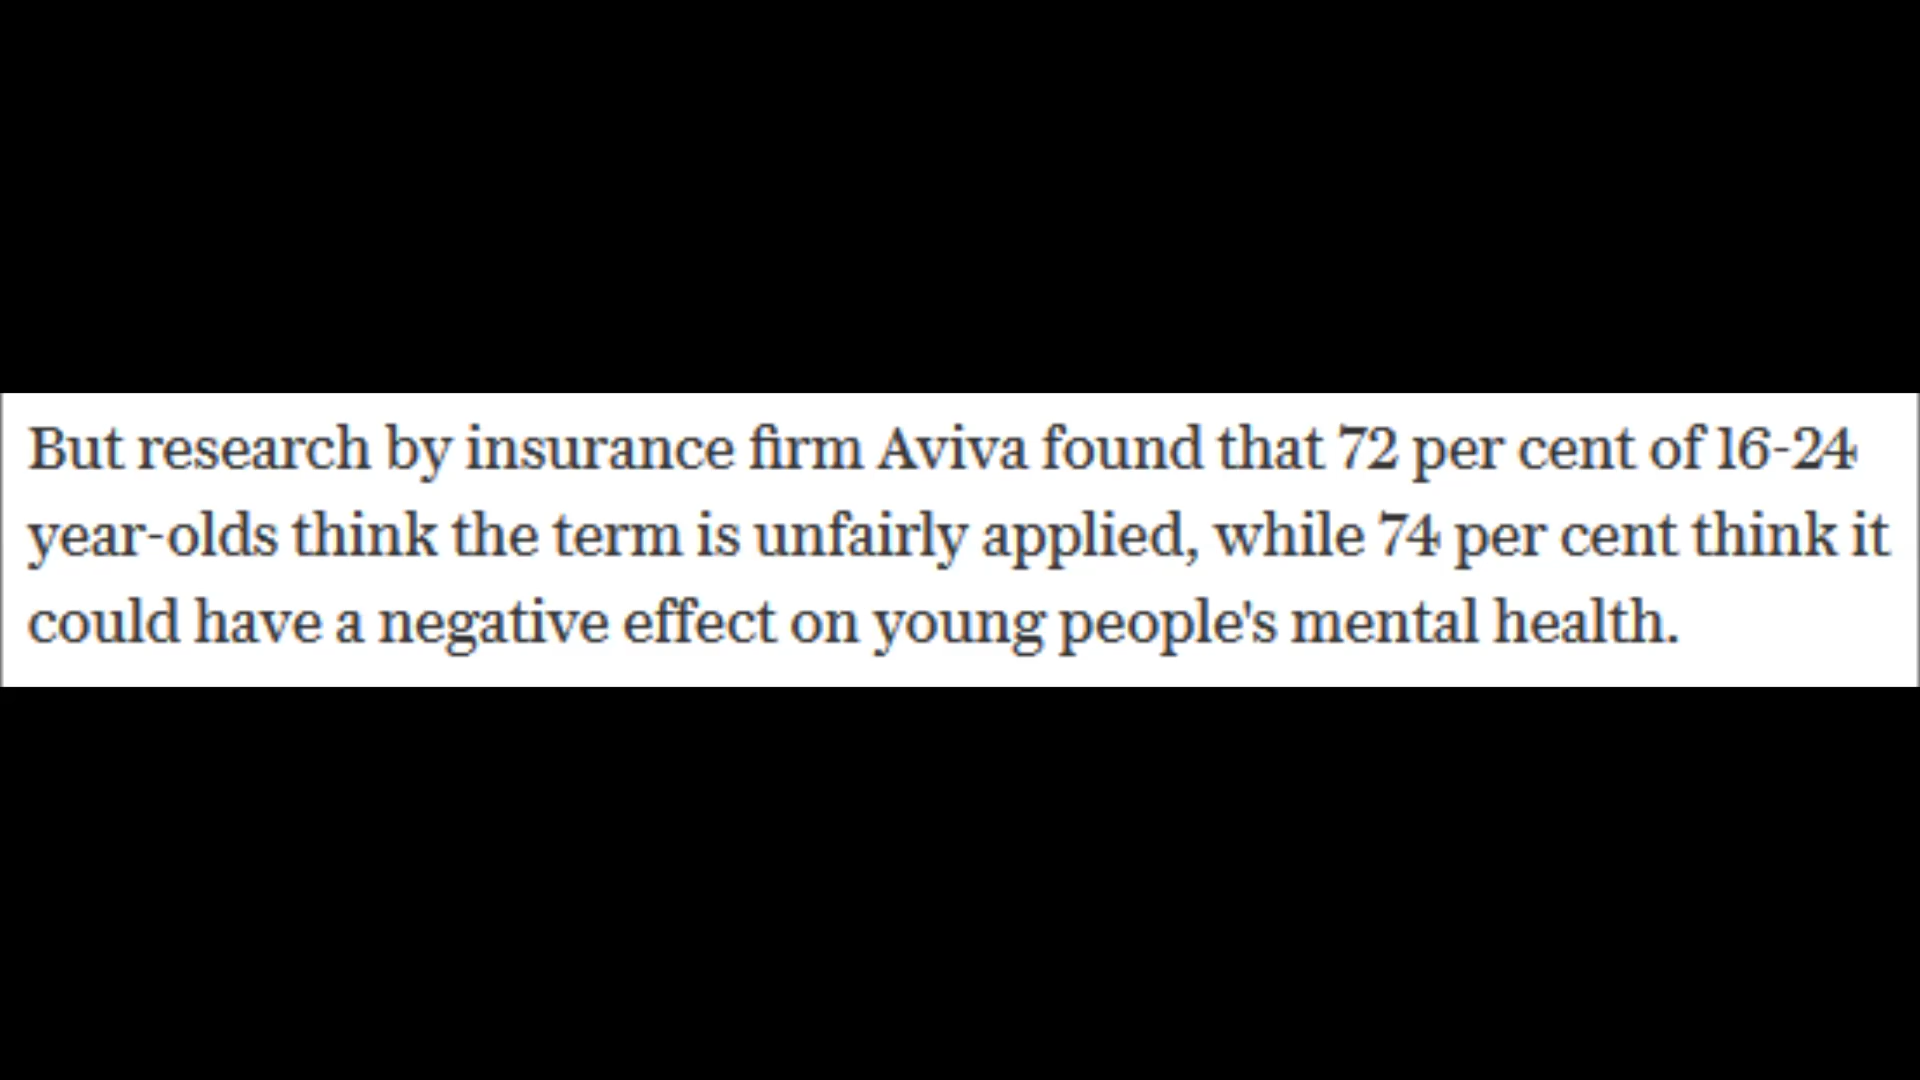 But research by insurance firm Aviva found that 72 per cent of 16-24
year-olds think the term is unfairly applied, while 74 per cent think it
could have a negative effect on young people's mental health.